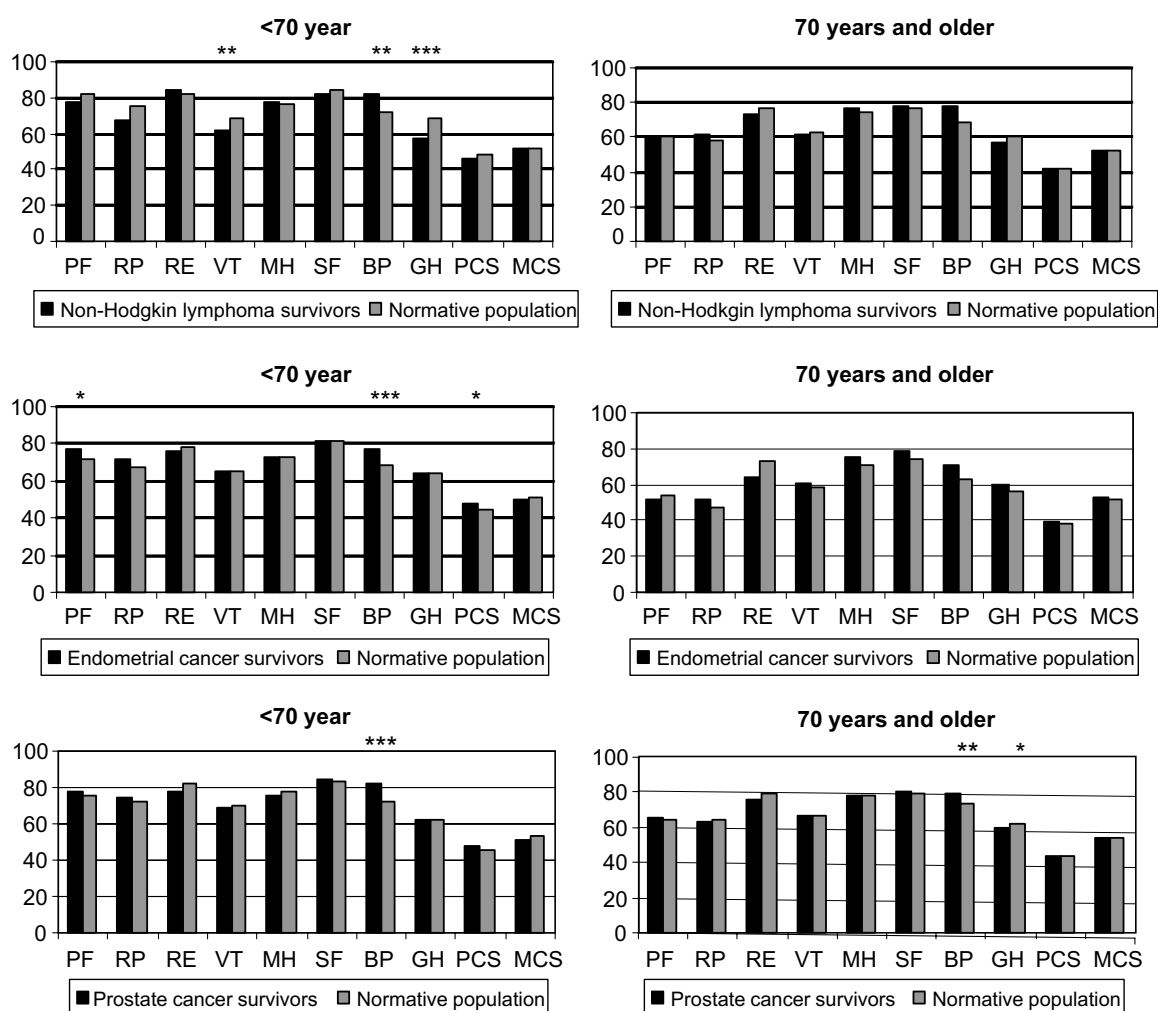 <70 year
** ** ***
100
80
60
40
20
0
PF RP RE VT MH SF BP GH PCS MCS
Non-Hodgkin lymphoma survivors Normative population
70 years and older
100
80
60
40
20
0
PF RP RE VT MH SF BP GH PCS MCS
Non-Hodkgin lymphoma survivors Normative population
<70 year
* *** *
100
80
60
40
20
0
PF RP RE VT MH SF BP GH PCS MCS
Endometrial cancer survivors Normative population
70 years and older
100
80
60
40
20
0
PF RP RE VT MH SF BP GH PCS MCS
Endometrial cancer survivors Normative population
<70 year
***
100
80
60
40
20
0
PF RP RE VT MH SF BP GH PCS MCS
Prostate cancer survivors Normative population
70 years and older
** *
100
80
60
40
20
0
PF RP RE VT MH SF BP GH PCS MCS
Prostate cancer survivors Normative population